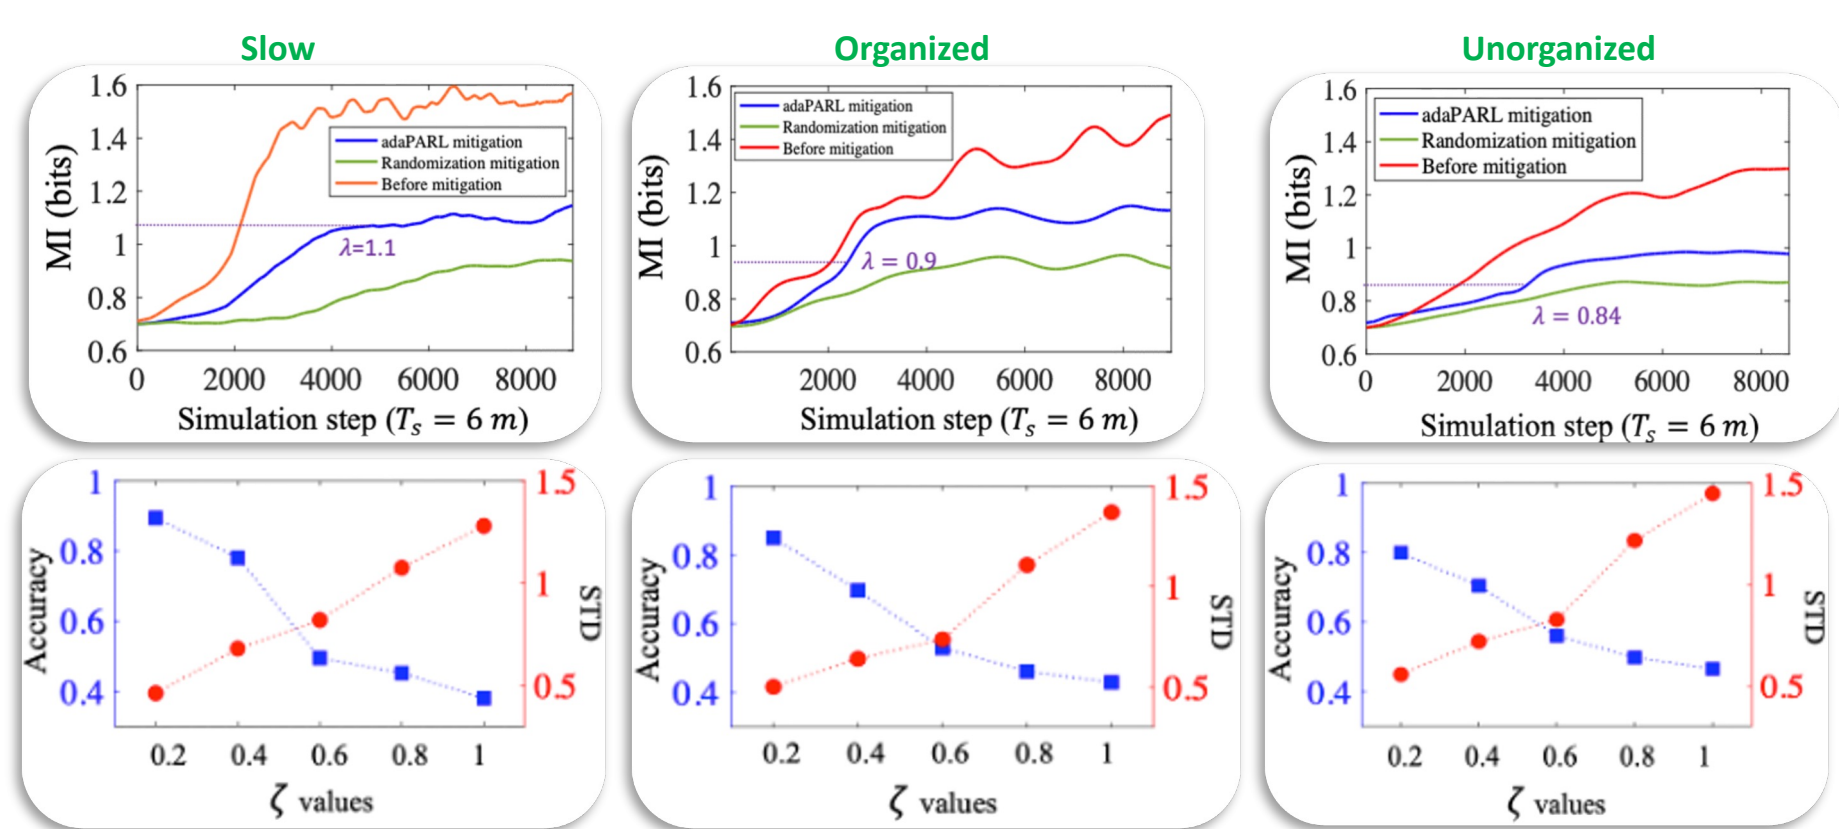 Slow
Organized
Unorganized
1.6
1.4
1.2
1
0.8
0.6
MI (bits)
adaPARL mitigation
Randomization mitigation
Before mitigation
λ=1.1
0 2000 4000 6000 8000
Simulation step (Ts = 6 m)
1.6
1.4
1.2
1
0.8
0.6
MI (bits)
adaPARL mitigation
Randomization mitigation
Before mitigation
λ = 0.9
2000 4000 6000 8000
Simulation step (Ts = 6 m)
1.6
1.4
1.2
1
0.8
0.6
MI (bits)
adaPARL mitigation
Randomization mitigation
Before mitigation
λ = 0.84
0 2000 4000 6000 8000
Simulation step (Ts = 6 m)
1
0.8
0.6
0.4
Accuracy
1.5
1
0.5
STD
0.2 0.4 0.6 0.8 1
ζ values
1
0.8
0.6
0.4
Accuracy
1.5
1
0.5
STD
0.2 0.4 0.6 0.8 1
ζ values
1
0.8
0.6
0.4
Accuracy
1.5
1
0.5
STD
0.2 0.4 0.6 0.8 1
ζ values